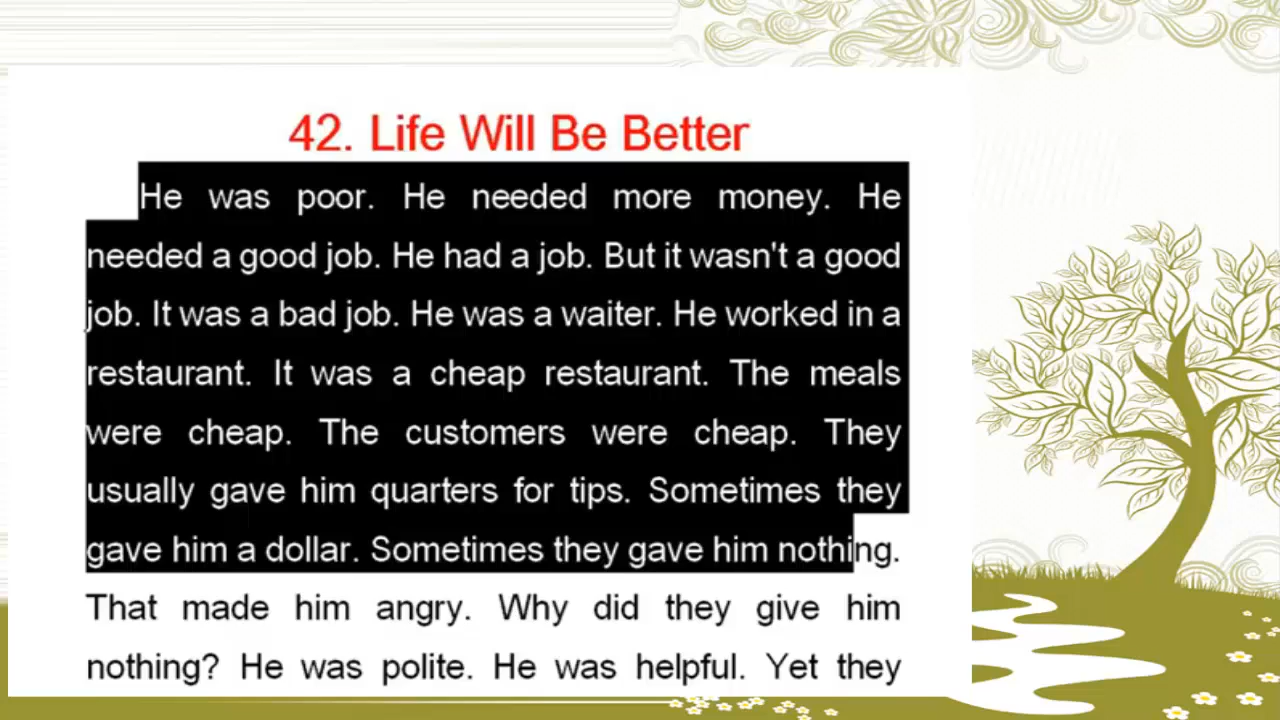 42. Life Will Be Better
He was poor. He needed more money. He
needed a good job. He had a job. But it wasn't a good
job. It was a bad job. He was a waiter. He worked in a
restaurant. It was a cheap restaurant. The meals
were cheap. The customers were cheap. They
usually gave him quarters for tips. Sometimes they
gave him a dollar. Sometimes they gave him nothing.
That made him angry. Why did they give him
nothing? He was polite. He was helpful. Yet they